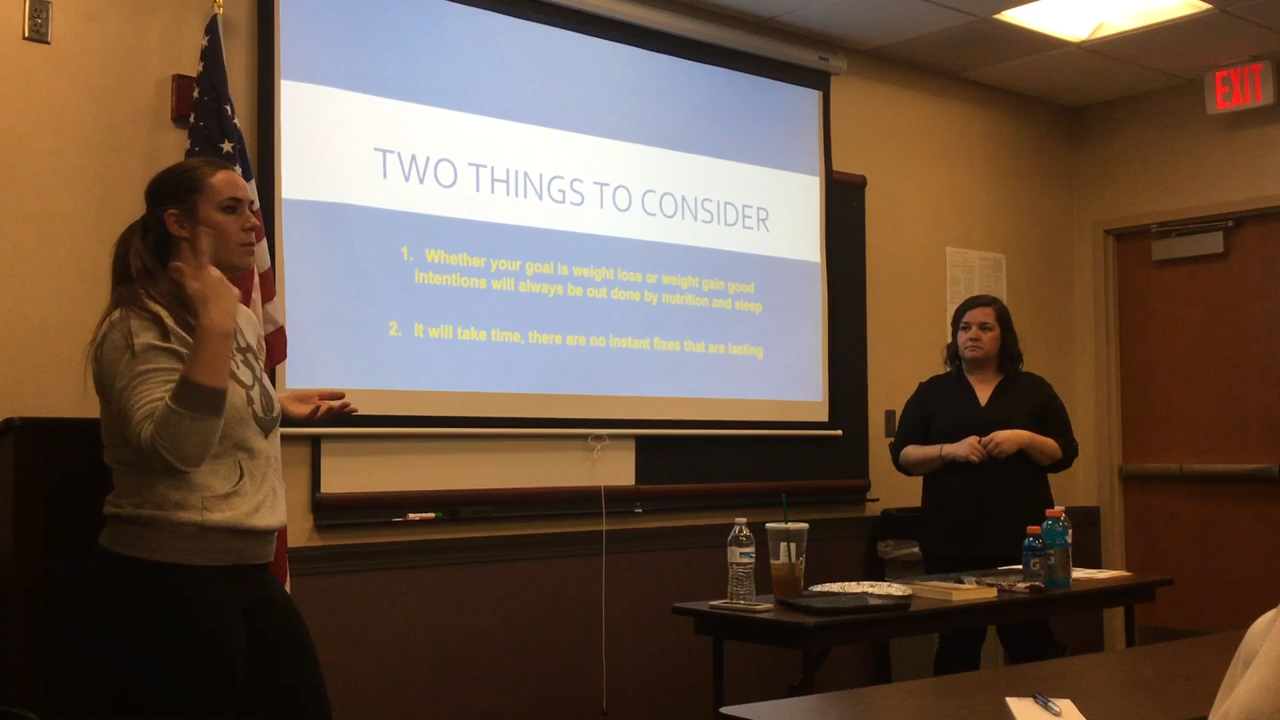 TWO THINGS TO CONSIDER
1. Whether your goal is weight loss or weight gain good
intentions will always be out done by nutrition and sleep
2. It will take time, there are no instant fixes that are lasting
EXIT
G